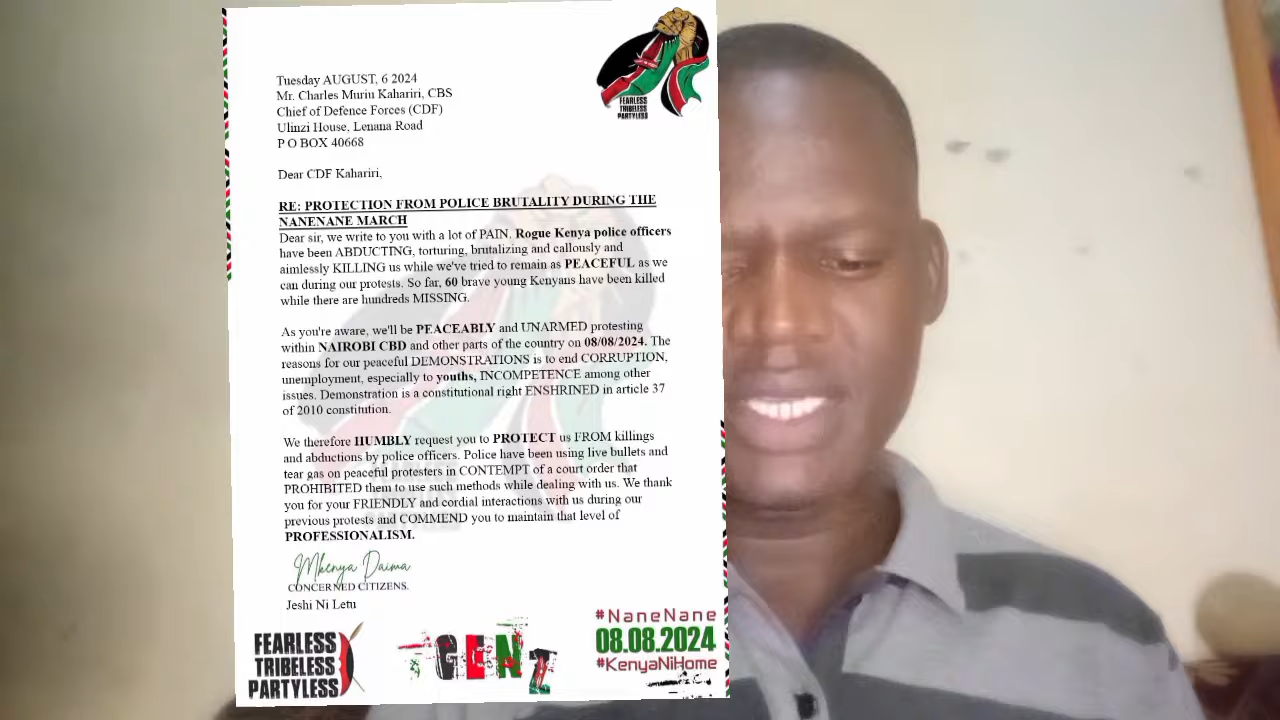 FEARLESS
TRIBELESS
PARTYLESS
Tuesday AUGUST, 6 2024
Mr. Charles Muriu Kahariri, CBS
Chief of Defence Forces (CDF)
Ulinzi House, Lenana Road
P O BOX 40668
Dear CDF Kahariri,
RE: PROTECTION FROM POLICE BRUTALITY DURING THE
NANENANE MARCH
Dear sir, we write to you with a lot of PAIN. Rogue Kenya police officers
have been ABDUCTING, torturing, brutalizing and callously and
aimlessly KILLING us while we've tried to remain as PEACEFUL as we
can during our protests. So far, 60 brave young Kenyans have been killed
while there are hundreds MISSING.
As you're aware, we'll be PEACEABLY and UNARMED protesting
within NAIROBI CBD and other parts of the country on 08/08/2024. The
reasons for our peaceful DEMONSTRATIONS is to end CORRUPTION,
unemployment, especially to youths, INCOMPETENCE among other
issues. Demonstration is a constitutional right ENSHRINED in article 37
of 2010 constitution.
We therefore HUMBLY request you to PROTECT us FROM killings
and abductions by police officers. Police have been using live bullets and
tear gas on peaceful protesters in CONTEMPT of a court order that
PROHIBITED them to use such methods while dealing with us. We thank
you for your FRIENDLY and cordial interactions with us during our
previous protests and COMMEND you to maintain that level of
PROFESSIONALISM.
Mkenya Daima
CONCERNED CITIZENS.
Jeshi Ni Letu
FEARLESS
TRIBELESS
PARTYLESS
GEN Z
#NaneNane
08.08.2024
#KenyaNiHome